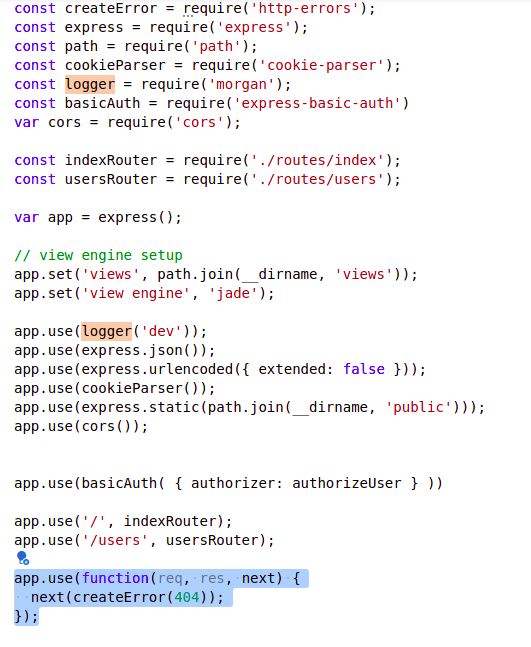 const createError = require('http-errors');
const express = require('express');
const path = require('path');
const cookieParser = require('cookie-parser');
const logger = require('morgan');
const basicAuth = require('express-basic-auth')
var cors = require('cors');
const indexRouter = require('./routes/index');
const usersRouter = require('./routes/users');
var app = express();
// view engine setup
app.set('views', path.join(__dirname, 'views'));
app.set('view engine', 'jade');
app.use(logger('dev'));
app.use(express.json());
app.use(express.urlencoded({ extended: false }));
app.use(cookieParser());
app.use(express.static(path.join(__dirname, 'public')));
app.use(cors());
app.use(basicAuth( { authorizer: authorizeUser } ))
app.use('/', indexRouter);
app.use('/users', usersRouter);
app.use(function(req, res, next) {
  next(createError(404));
});